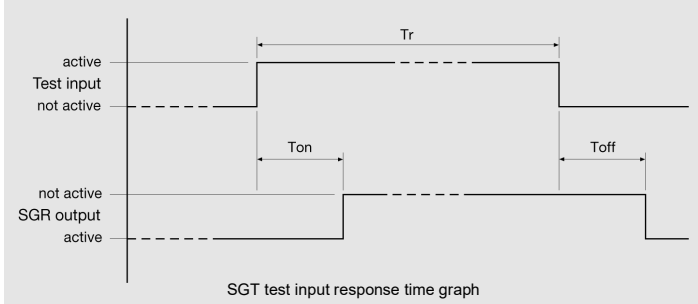 Tr
active
Test input
not active
Ton
Toff
not active
SGR output
active
SGT test input response time graph